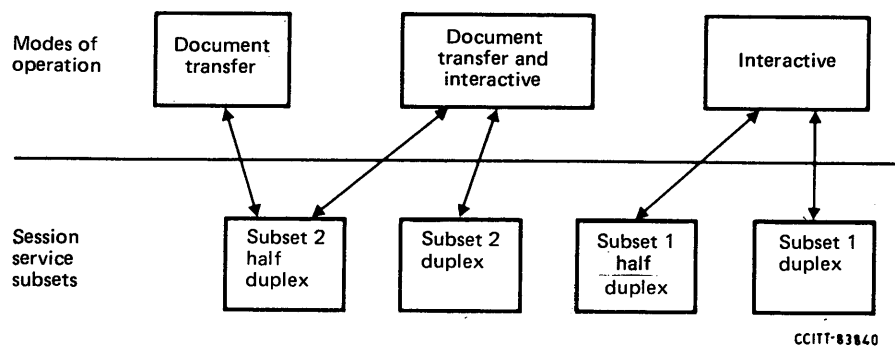 Modes of
operation
Document
transfer
Document
transfer and
interactive
Interactive
Session
service
subsets
Subset 2
half
duplex
Subset 2
duplex
Subset 1
half
duplex
Subset 1
duplex
CCITT-83840